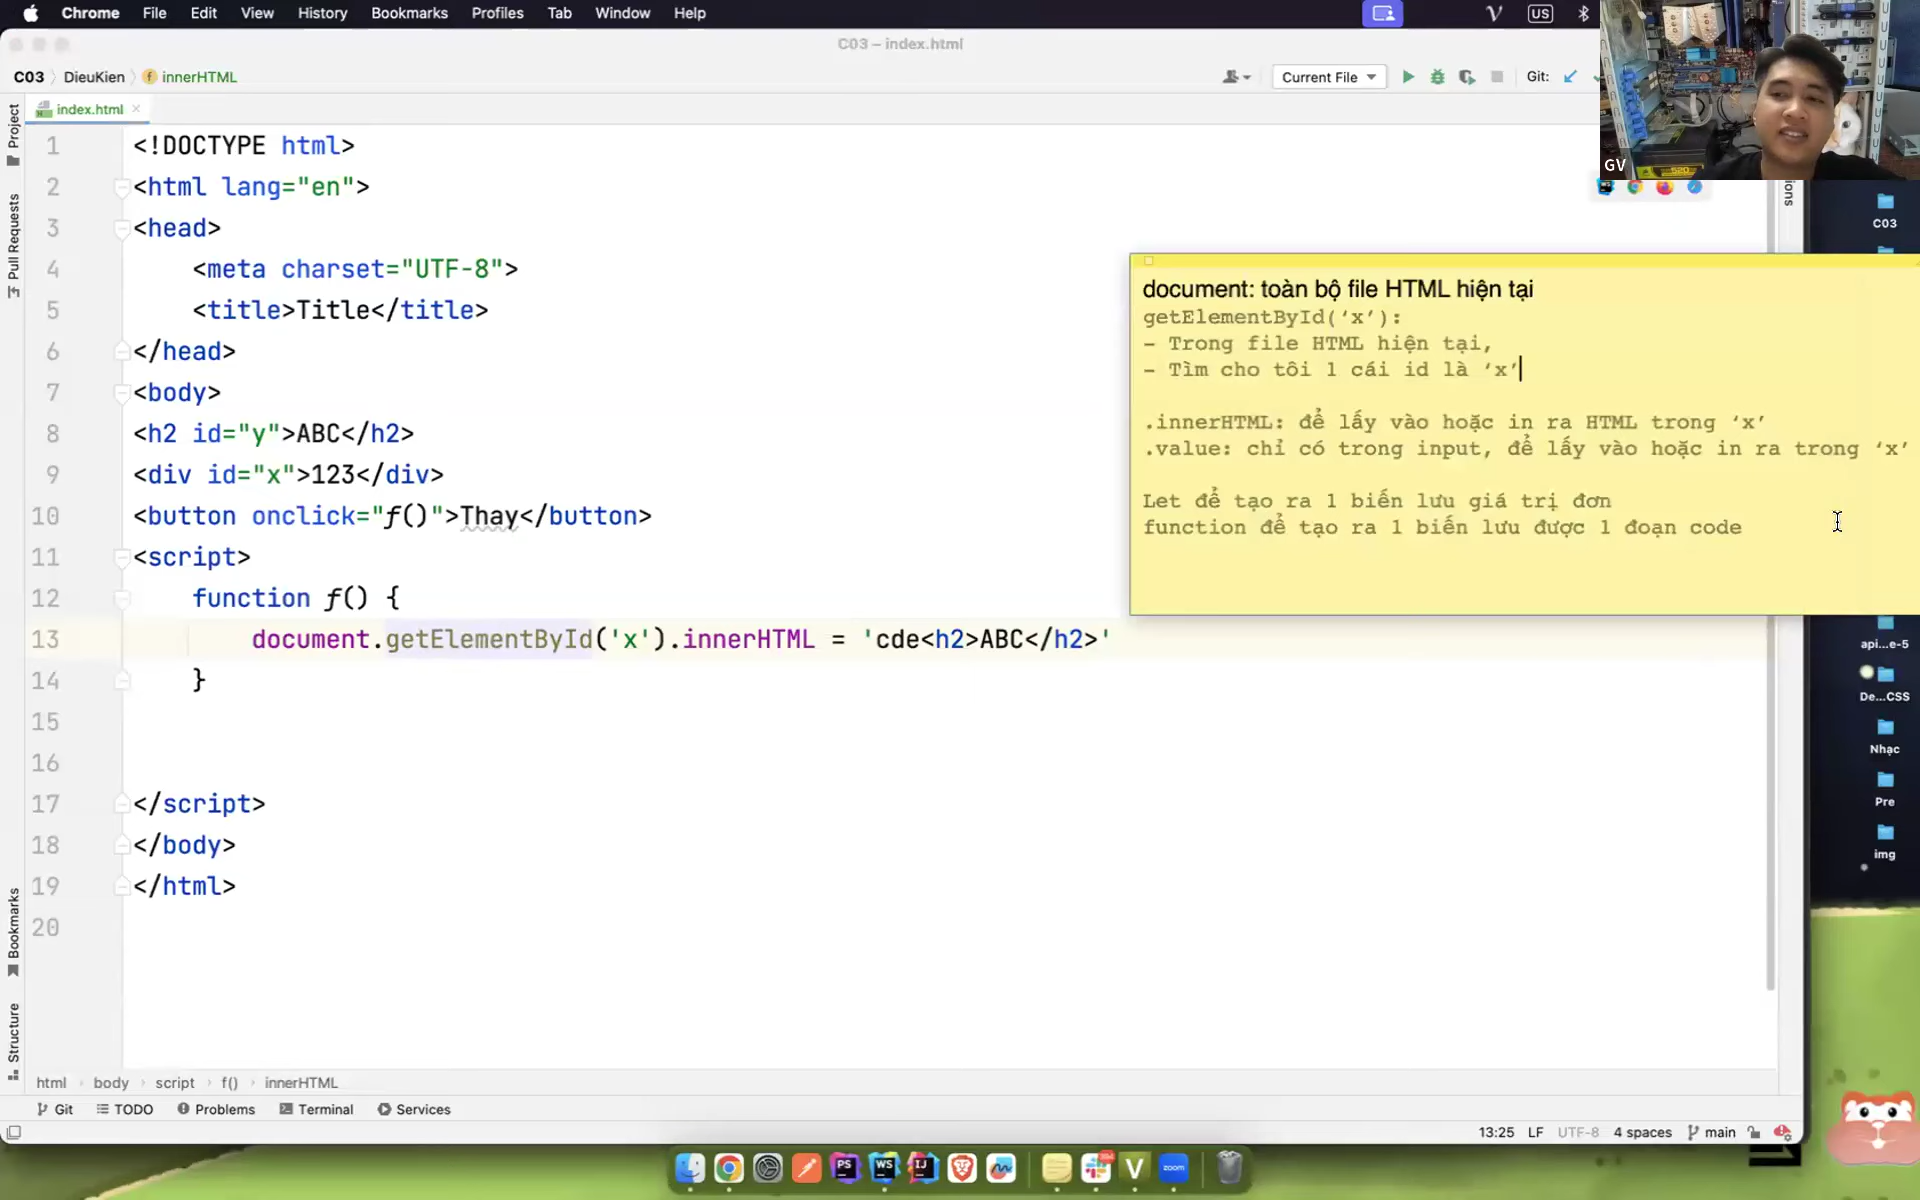 Chrome File Edit View History Bookmarks Profiles Tab Window Help
V US
C03 – index.html
C03 DieuKien f innerHTML
Current File Git:
GV
index.html
Project
Pull Requests
Bookmarks
Structure
1 <!DOCTYPE html>
2 <html lang="en">
3 <head>
4 <meta charset="UTF-8">
5 <title>Title</title>
6 </head>
7 <body>
8 <h2 id="y">ABC</h2>
9 <div id="x">123</div>
10 <button onclick="f()">Thay</button>
11 <script>
12 function f() {
13 document.getElementById('x').innerHTML = 'cde<h2>ABC</h2>'
14 }
15
16
17 </script>
18 </body>
19 </html>
20
document: toàn bộ file HTML hiện tại
getElementById(‘x’):
- Trong file HTML hiện tại,
- Tìm cho tôi 1 cái id là ‘x’
.innerHTML: để lấy vào hoặc in ra HTML trong ‘x’
.value: chỉ có trong input, để lấy vào hoặc in ra trong ‘x’
Let để tạo ra 1 biến lưu giá trị đơn
function để tạo ra 1 biến lưu được 1 đoạn code
C03
api...e-5
De...CSS
Nhạc
Pre
img
html body script f() innerHTML
Git TODO Problems Terminal Services
13:25 LF UTF-8 4 spaces main
PS WS IJ V zoom